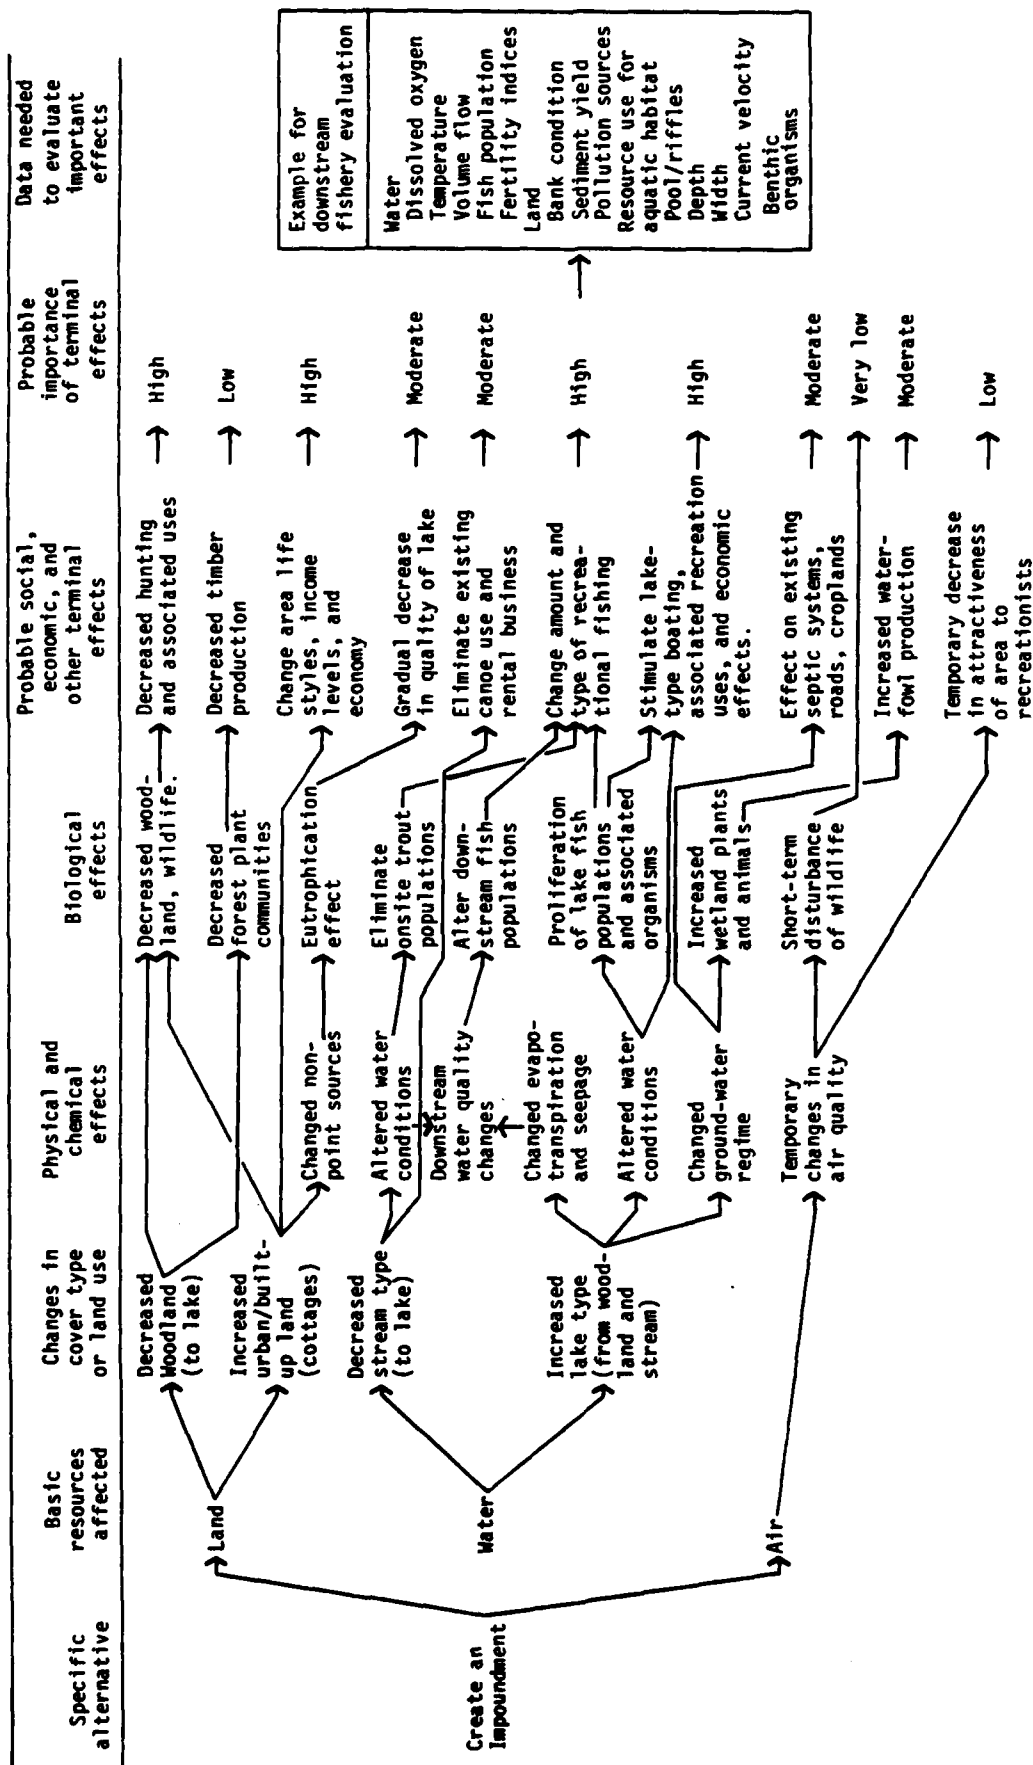 Specific
alternative
Basic
resources
affected
Changes in
cover type
or land use
Physical and
chemical
effects
Biological
effects
Probable social,
economic, and
other terminal
effects
Probable
importance
of terminal
effects
Data needed
to evaluate
important
effects
Create an
Impoundment
Land
Water
Air
Decreased
Woodland
(to lake)
Increased
urban/built-
up land
(cottages)
Decreased
stream type
(to lake)
Increased
lake type
(from wood-
land and
stream)
Changed non-
point sources
Altered water
conditions
Downstream
water quality
changes
Changed evapo-
transpiration
and seepage
Altered water
conditions
Changed
ground-water
regime
Temporary
changes in
air quality
Decreased wood-
land, wildlife.
Decreased
forest plant
communities
Eutrophication
effect
Eliminate
onsite trout
populations
Alter down-
stream fish
populations
Proliferation
of lake fish
populations
and associated
organisms
Increased
wetland plants
and animals
Short-term
disturbance
of wildlife
Decreased hunting
and associated uses
Decreased timber
production
Change area life
styles, income
levels, and
economy
Gradual decrease
in quality of lake
Eliminate existing
canoe use and
rental business
Change amount and
type of recrea-
tional fishing
Stimulate lake-
type boating,
associated recreation
uses, and economic
effects.
Effect on existing
septic systems,
roads, croplands
Increased water-
fowl production
Temporary decrease
in attractiveness
of area to
recreationists
High
Low
High
Moderate
Moderate
High
High
Moderate
Very low
Moderate
Low
Example for
downstream
fishery evaluation
Water
Dissolved oxygen
Temperature
Volume flow
Fish population
Fertility indices
Land
Bank condition
Sediment yield
Pollution sources
Resource use for
aquatic habitat
Pool/riffles
Depth
Width
Current velocity
Benthic
organisms